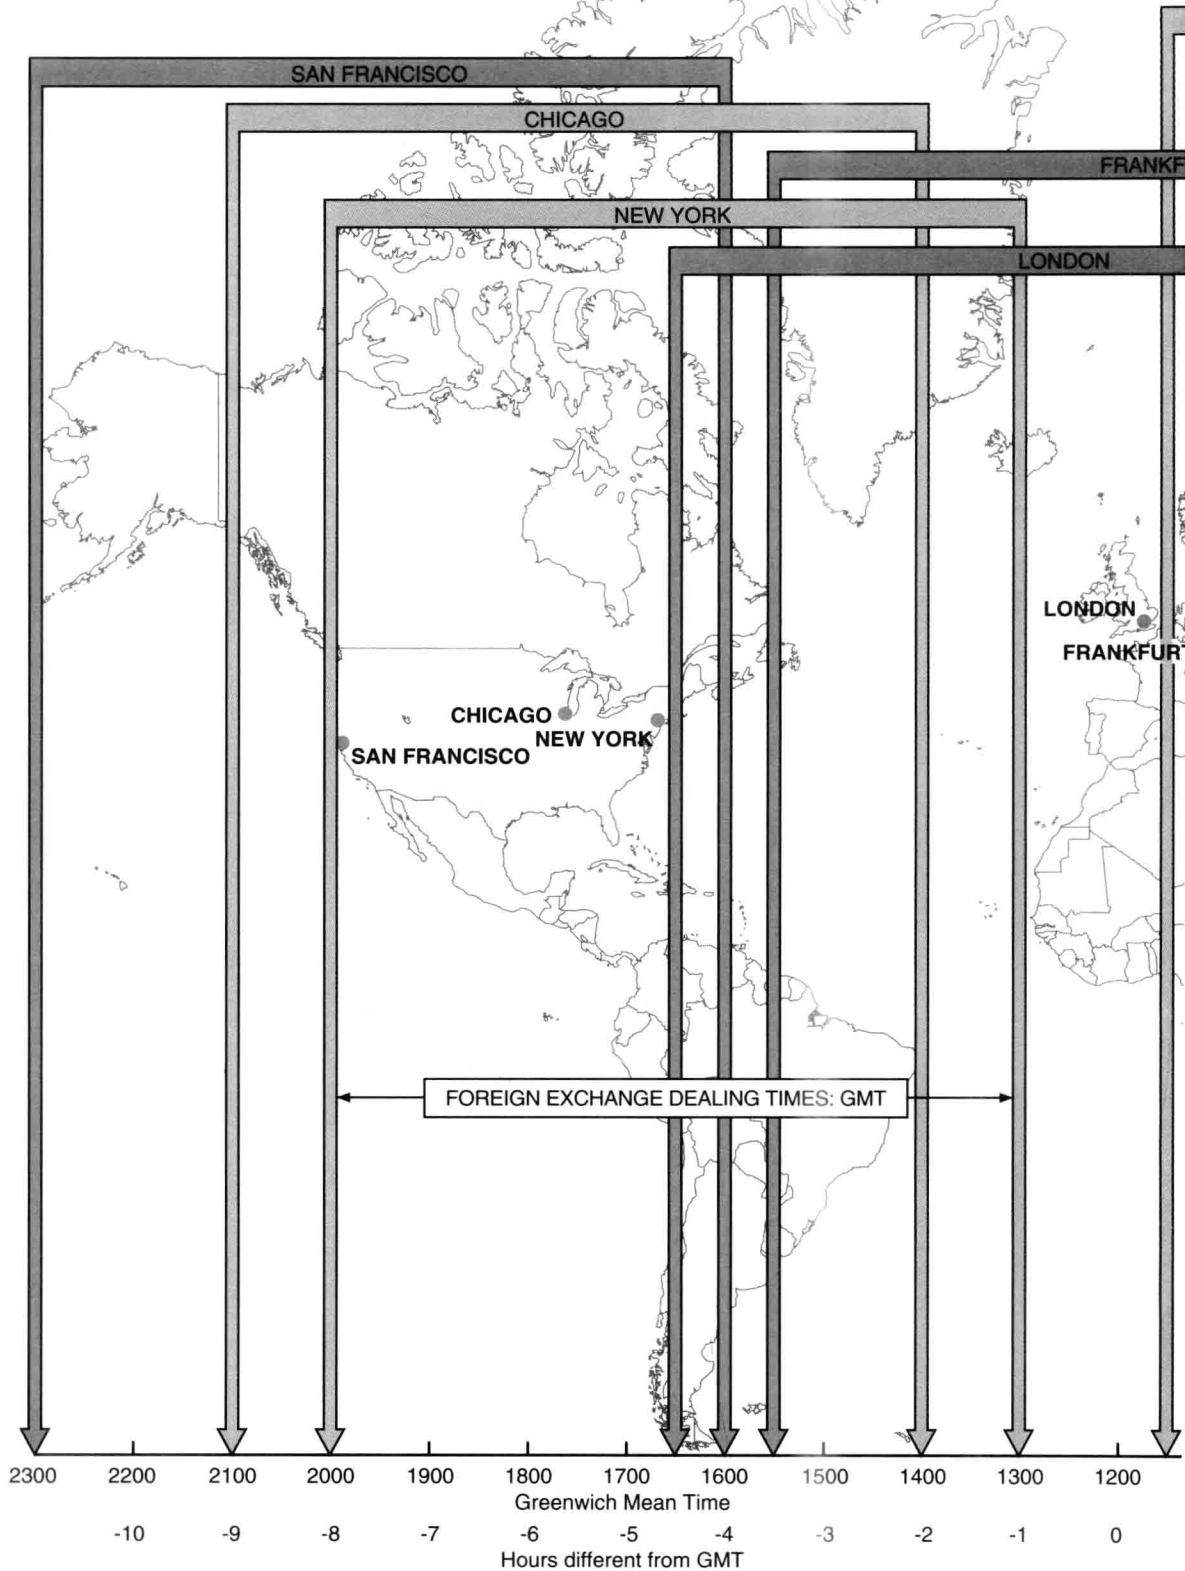 SAN FRANCISCO
CHICAGO
FRANKF
NEW YORK
LONDON
LONDON
FRANKFURT
CHICAGO
NEW YORK
SAN FRANCISCO
FOREIGN EXCHANGE DEALING TIMES: GMT
2300 2200 2100 2000 1900 1800 1700 1600 1500 1400 1300 1200
Greenwich Mean Time
-10 -9 -8 -7 -6 -5 -4 -3 -2 -1 0
Hours different from GMT